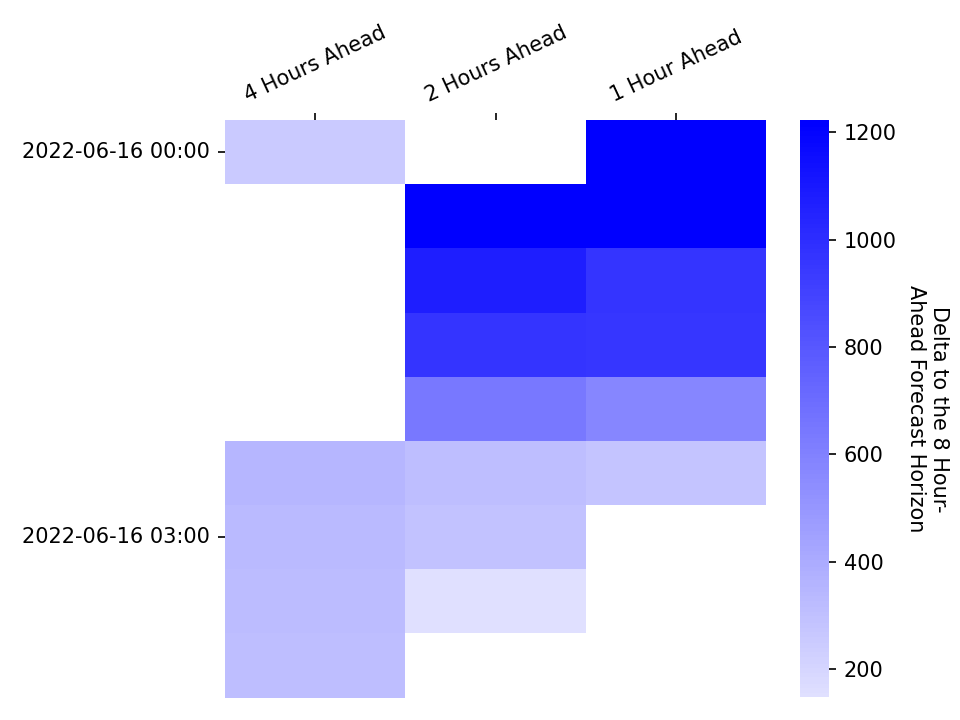 4 Hours Ahead
2 Hours Ahead
1 Hour Ahead
2022-06-16 00:00
2022-06-16 03:00
1200
1000
800
600
400
200
Delta to the 8 Hour-
Ahead Forecast Horizon